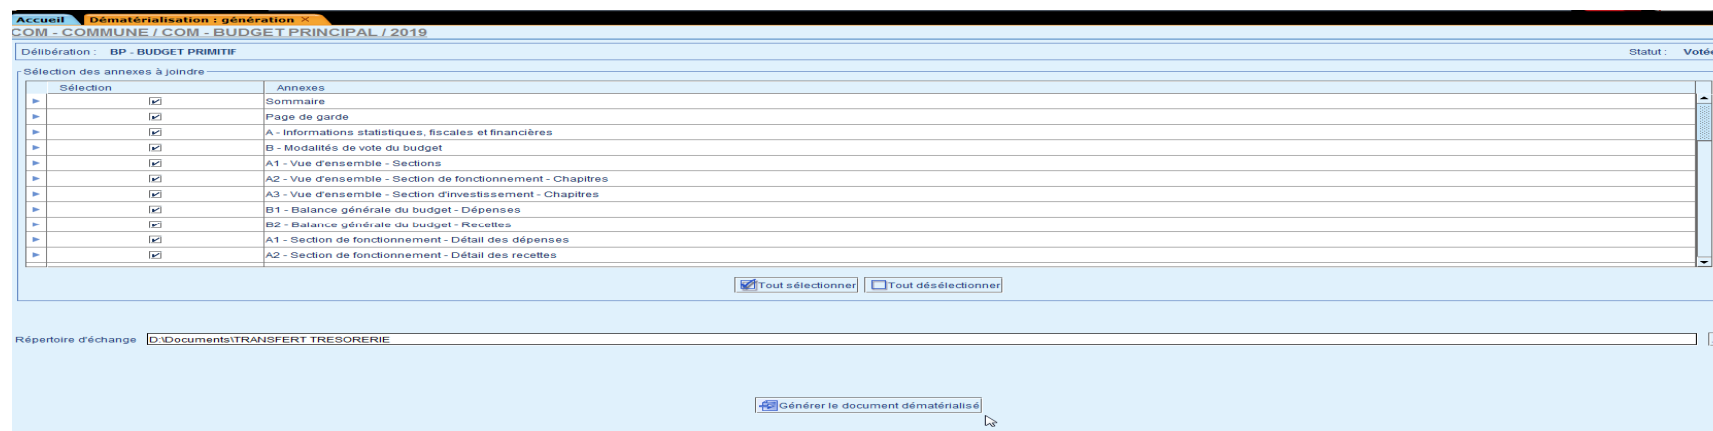 Accueil Dématérialisation : génération ×
COM - COMMUNE / COM - BUDGET PRINCIPAL / 2019
Délibération : BP - BUDGET PRIMITIF Statut : Votée
Sélection des annexes à joindre
Sélection Annexes
Sommaire
Page de garde
A - Informations statistiques, fiscales et financières
B - Modalités de vote du budget
A1 - Vue d'ensemble - Sections
A2 - Vue d'ensemble - Section de fonctionnement - Chapitres
A3 - Vue d'ensemble - Section d'investissement - Chapitres
B1 - Balance générale du budget - Dépenses
B2 - Balance générale du budget - Recettes
A1 - Section de fonctionnement - Détail des dépenses
A2 - Section de fonctionnement - Détail des recettes
Tout sélectionner Tout désélectionner
Répertoire d'échange D:\Documents\TRANSFERT TRESORERIE
Générer le document dématérialisé